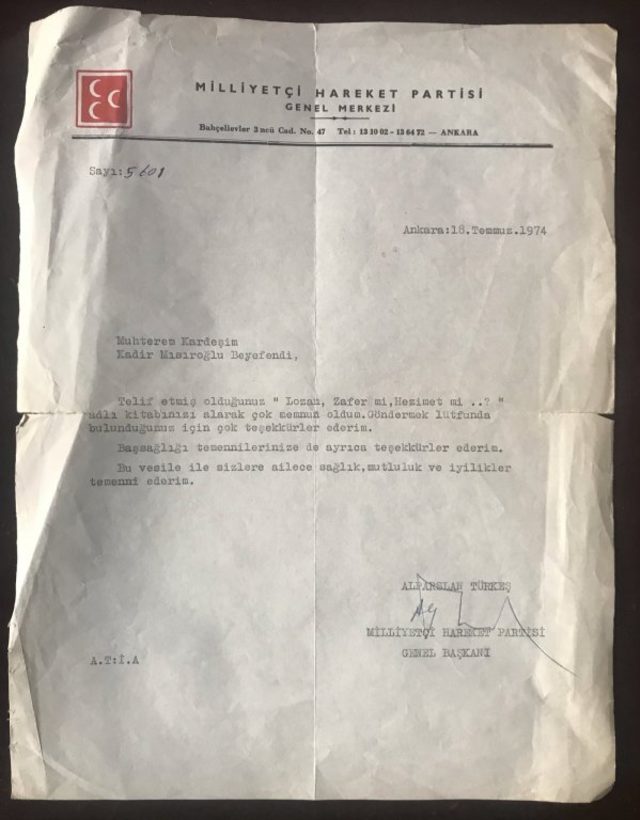 MİLLİYETÇİ HAREKET PARTİSİ
GENEL MERKEZİ
Bahçelievler 3 ncü Cad. No. 47 Tel : 13 10 02 - 13 64 72 — ANKARA
Sayı:5601
Ankara:18.Temmuz.1974
Muhterem Kardeşim
Kadir Mısıroğlu Beyefendi,
Telif etmiş olduğunuz " Lozan, Zafer mi,Hezimet mi ..? "
adlı kitabınızı alarak çok memnun oldum.Göndermek lütfunda
bulunduğunuz için çok teşekkürler ederim.
Başsağlığı temennilerinize de ayrıca teşekkürler ederim.
Bu vesile ile sizlere ailece sağlık,mutluluk ve iyilikler
temenni ederim.
ALPARSLAN TÜRKEŞ
MİLLİYETÇİ HAREKET PARTİSİ
GENEL BAŞKANI
A.T:İ.A